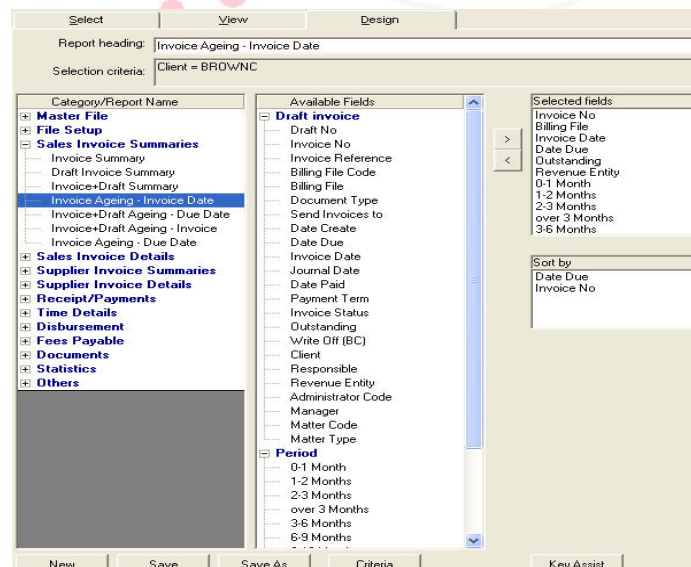 Select
View
Design
Report heading:
Invoice Ageing - Invoice Date
Selection criteria:
Client = BROWNC
Category/Report Name
Master File
File Setup
Sales Invoice Summaries
Invoice Summary
Draft Invoice Summary
Invoice+Draft Summary
Invoice Ageing - Invoice Date
Invoice+Draft Ageing - Due Date
Invoice+Draft Ageing - Invoice
Invoice Ageing - Due Date
Sales Invoice Details
Supplier Invoice Summaries
Supplier Invoice Details
Receipt/Payments
Time Details
Disbursement
Fees Payable
Documents
Statistics
Others
Available Fields
Draft invoice
Draft No
Invoice No
Invoice Reference
Billing File Code
Billing File
Document Type
Send Invoices to
Date Create
Date Due
Invoice Date
Journal Date
Date Paid
Payment Term
Invoice Status
Outstanding
Write Off (BC)
Client
Responsible
Revenue Entity
Administrator Code
Manager
Matter Code
Matter Type
Period
0-1 Month
1-2 Months
2-3 Months
over 3 Months
3-6 Months
6-9 Months
>
<
Selected fields
Invoice No
Billing File
Invoice Date
Date Due
Outstanding
Revenue Entity
0-1 Month
1-2 Months
2-3 Months
over 3 Months
3-6 Months
Sort by
Date Due
Invoice No
New
Save
Save As
Criteria
Key Assist